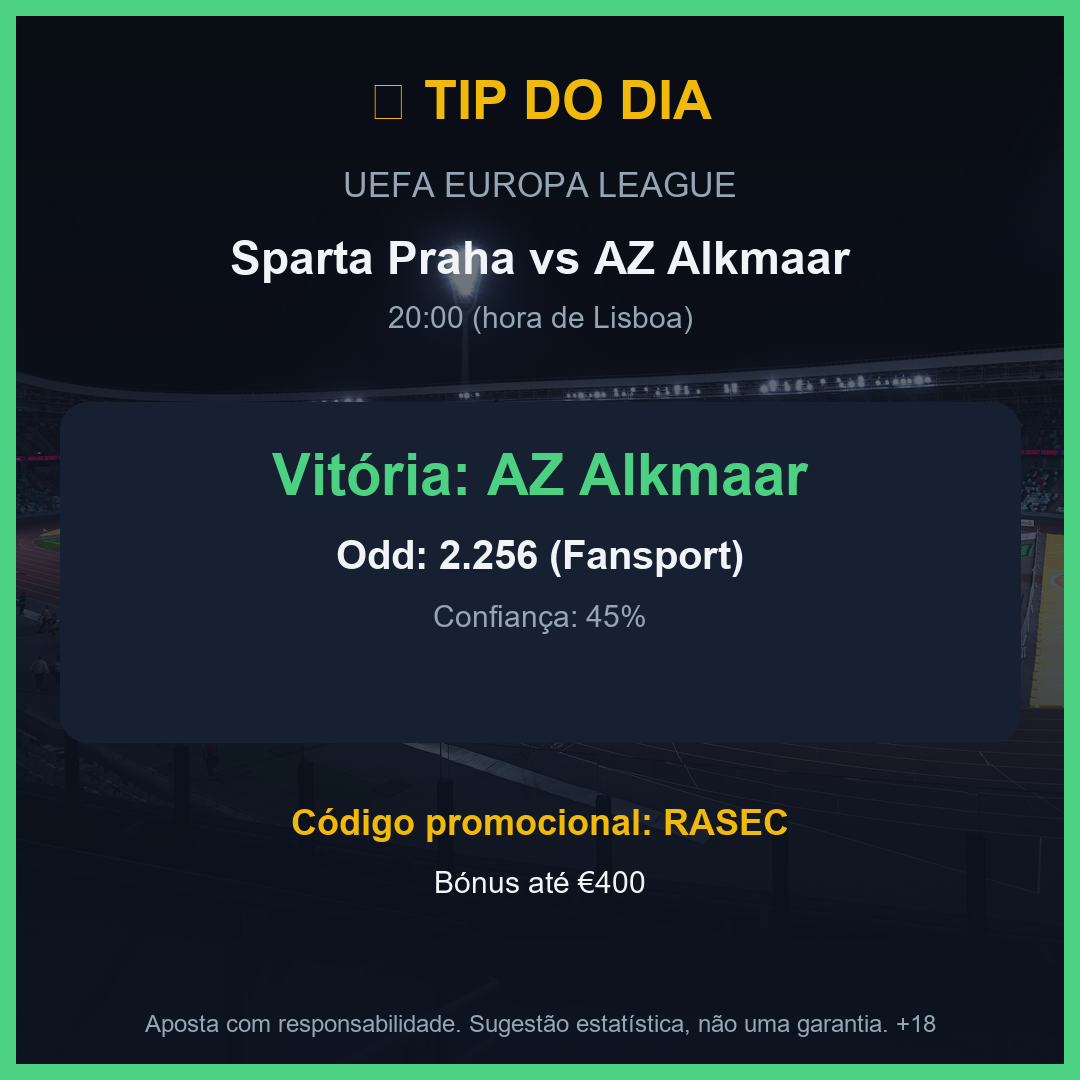 TIP DO DIA
UEFA EUROPA LEAGUE
Sparta Praha vs AZ Alkmaar
20:00 (hora de Lisboa)
Vitória: AZ Alkmaar
Odd: 2.256 (Fansport)
Confiança: 45%
Código promocional: RASEC
Bónus até €400
Aposta com responsabilidade. Sugestão estatística, não uma garantia. +18